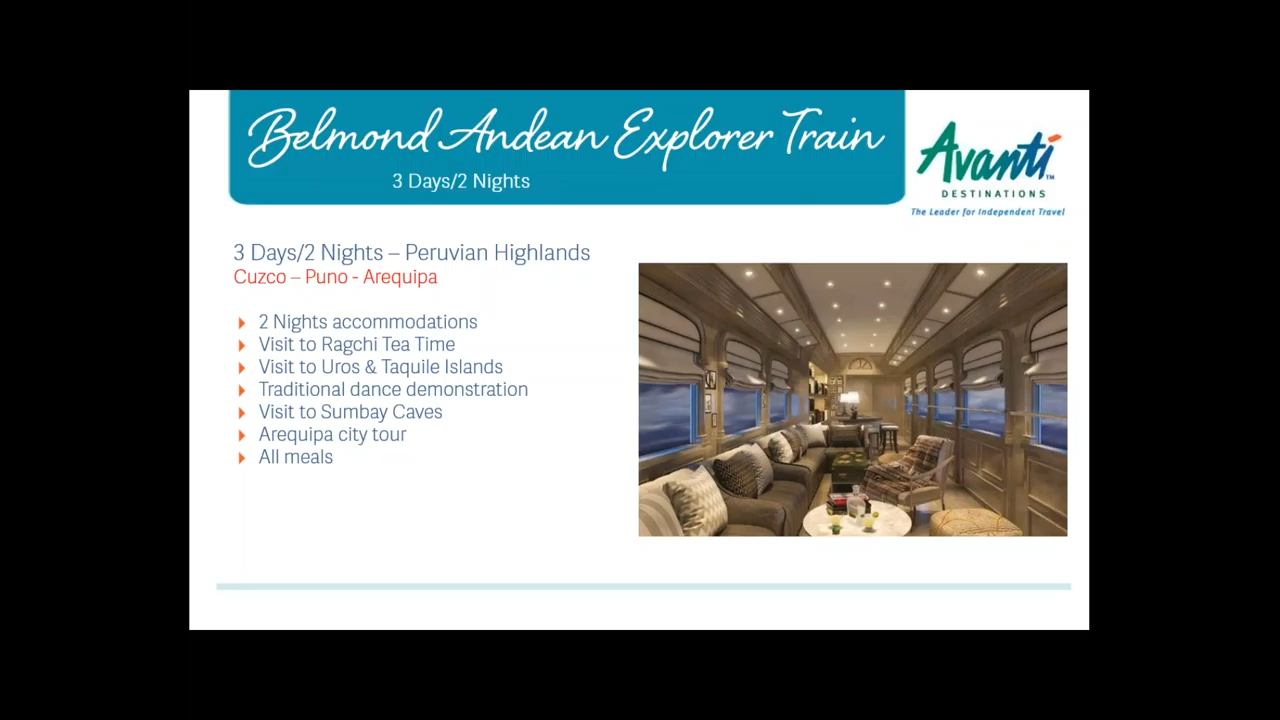 Belmond Andean Explorer Train
3 Days/2 Nights
Avanti™
DESTINATIONS
The Leader for Independent Travel
3 Days/2 Nights – Peruvian Highlands
Cuzco – Puno - Arequipa
2 Nights accommodations
Visit to Ragchi Tea Time
Visit to Uros & Taquile Islands
Traditional dance demonstration
Visit to Sumbay Caves
Arequipa city tour
All meals